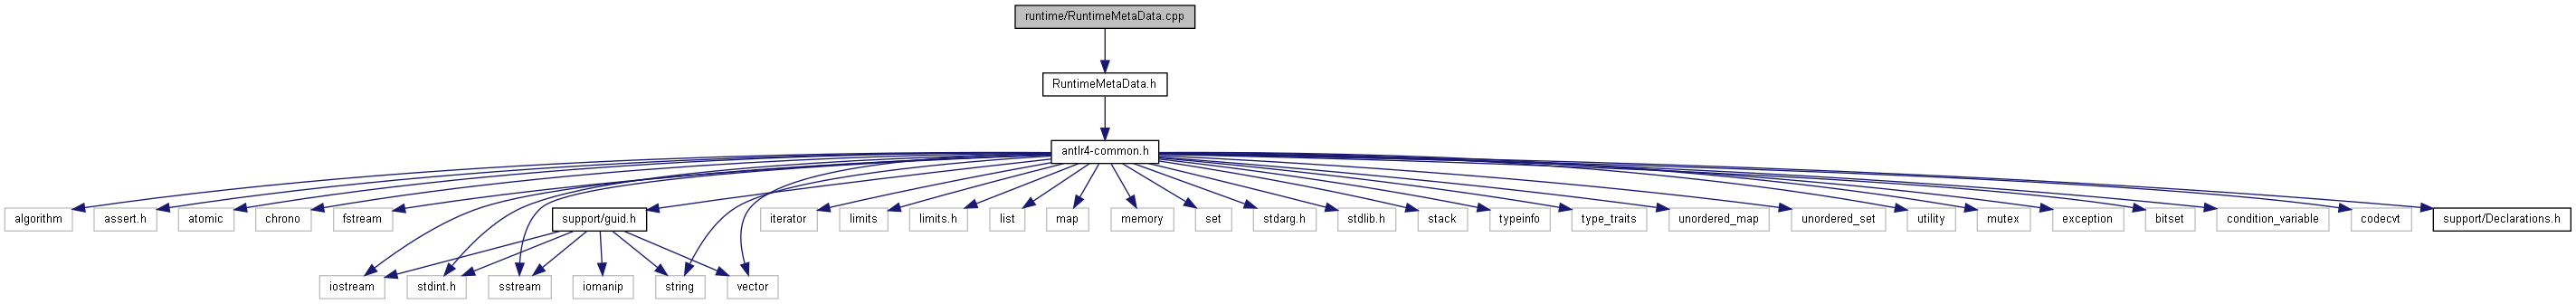 runtime/RuntimeMetaData.cpp
RuntimeMetaData.h
antlr4-common.h
algorithm
assert.h
atomic
chrono
fstream
support/guid.h
iterator
limits
limits.h
list
map
memory
set
stdarg.h
stdlib.h
stack
typeinfo
type_traits
unordered_map
unordered_set
utility
mutex
exception
bitset
condition_variable
codecvt
support/Declarations.h
iostream
stdint.h
sstream
iomanip
string
vector